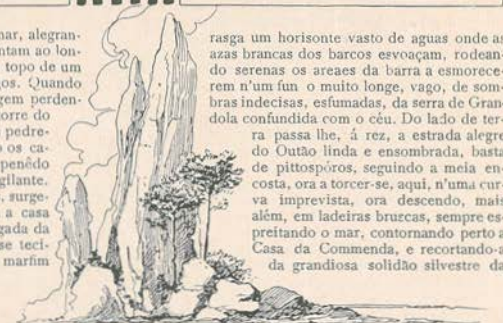 nar, alegran-
ntam ao lon-
topo de um
gos. Quando
gem perden-
orre do
pedre-
o os ca-
penêdo
gilante.
, surge-
a casa
gada da
se teci-
marfim
rasga um horisonte vasto de aguas onde as
azas brancas dos barcos esvoaçam, rodean-
do serenas os areaes da barra a esmorece-
rem n'um fun o muito longe, vago, de som-
bras indecisas, esfumadas, da serra de Gran-
dola confundida com o céu. Do lado de ter-
ra passa lhe, á rez, a estrada alegre
do Outão linda e ensombrada, basta
de pittospóros, seguindo a meia en-
costa, ora a torcer-se, aqui, n'uma cur-
va imprevista, ora descendo, mais
além, em ladeiras bruscas, sempre es-
preitando o mar, contornando perto a
Casa da Commenda, e recortando-a
da grandiosa solidão silvestre da